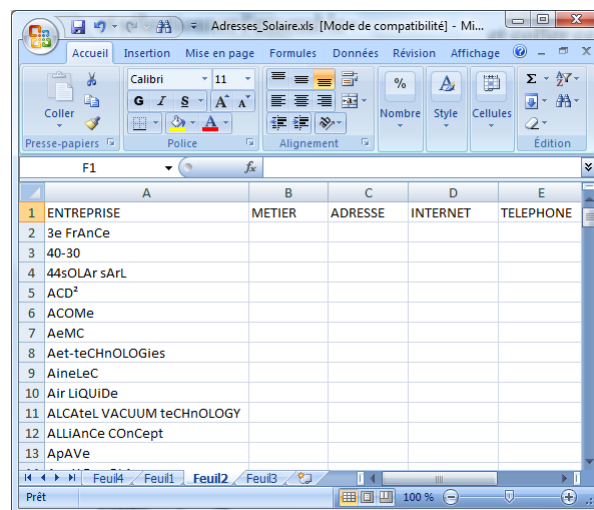 Adresses_Solaire.xls [Mode de compatibilité] - Mi...
Accueil Insertion Mise en page Formules Données Révision Affichage
Calibri 11
G I S A A
Coller
% Nombre
Style
Cellules
Presse-papiers Police Alignement Édition
F1 fx
A B C D E
1 ENTREPRISE METIER ADRESSE INTERNET TELEPHONE
2 3e FrAnCe
3 40-30
4 44sOLAr sArL
5 ACD²
6 ACOMe
7 AeMC
8 Aet-teCHnOLOGies
9 AineLeC
10 Air LiQUiDe
11 ALCAteL VACUUM teCHnOLOGY
12 ALLiAnCe COnCept
13 ApAVe
Feuil4 Feuil1 Feuil2 Feuil3
Prêt 100 %